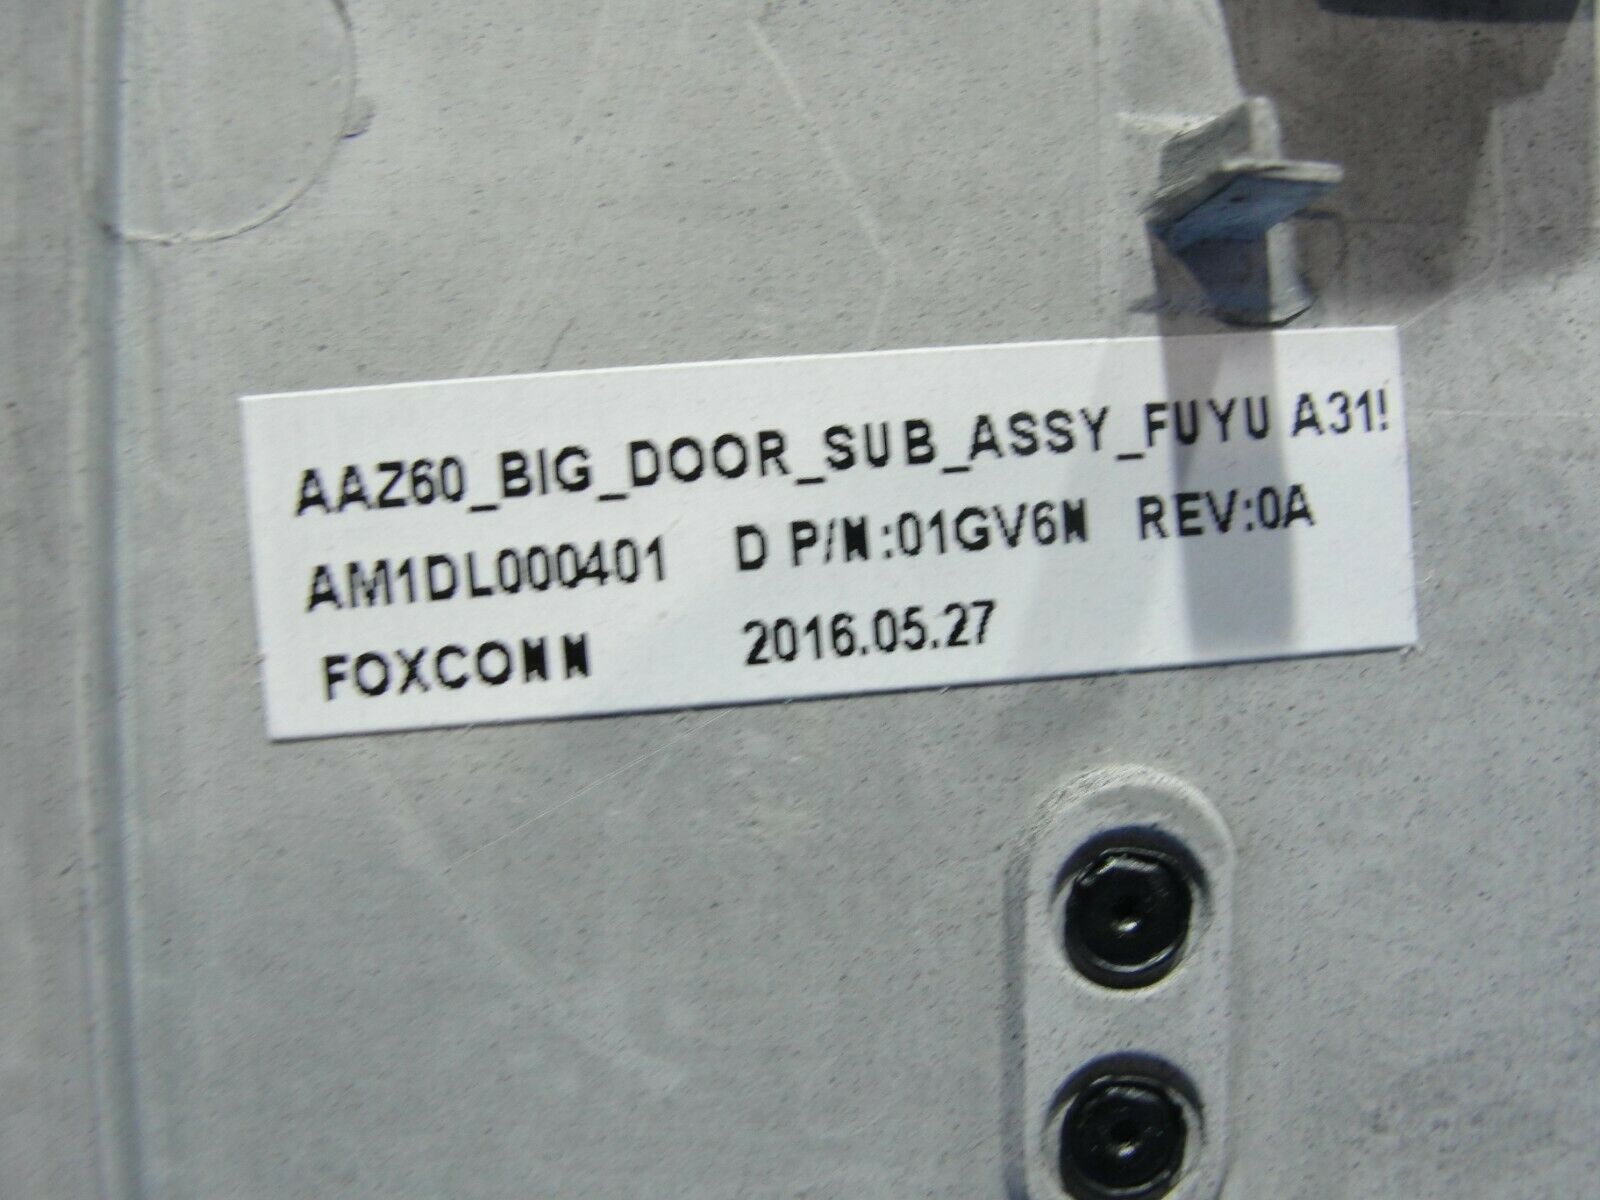 AAZ60_BIG_DOOR_SUB_ASSY_FUYU A31!
AM1DL000401 D P/N:01GV6N REV:0A
FOXCONN 2016.05.27